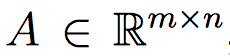 A ∈ ℝ^{m×n}